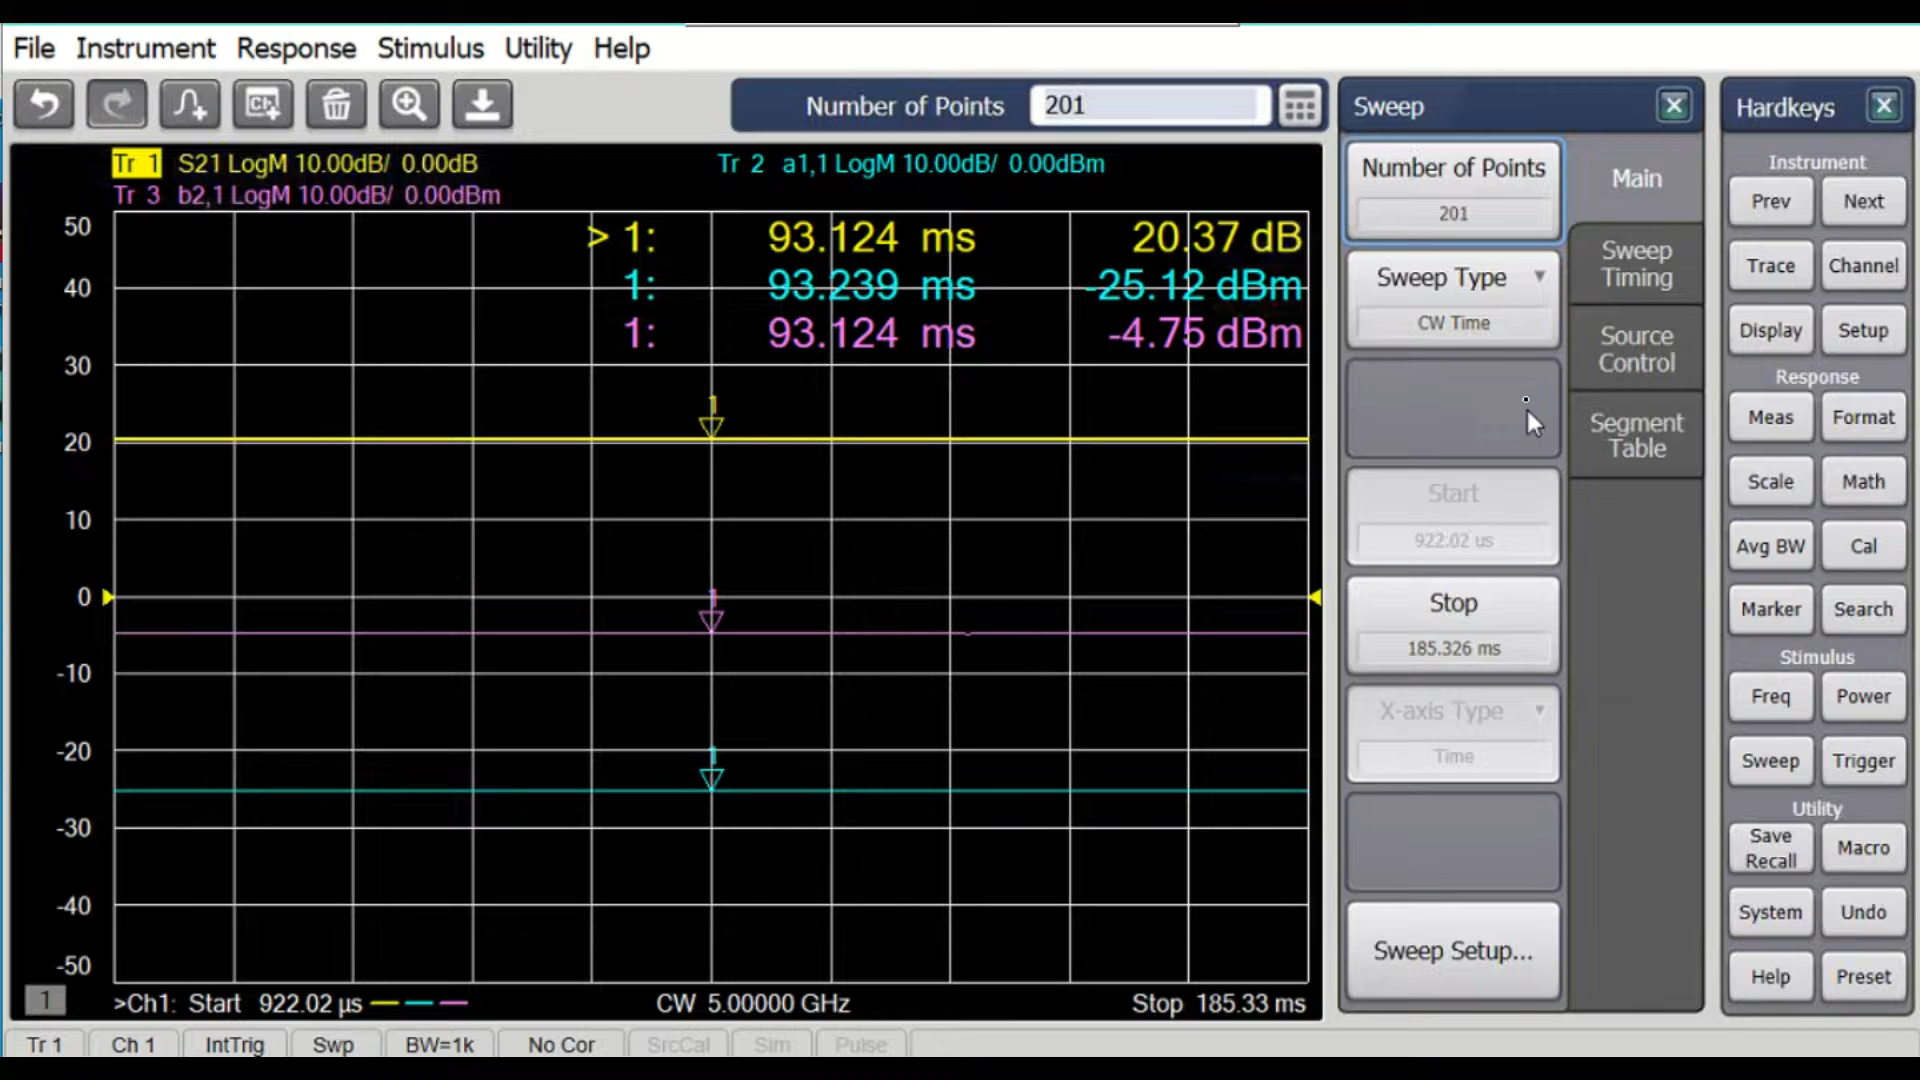 File Instrument Response Stimulus Utility Help
Number of Points 201
Tr 1 S21 LogM 10.00dB/ 0.00dB
Tr 2 a1,1 LogM 10.00dB/ 0.00dBm
Tr 3 b2,1 LogM 10.00dB/ 0.00dBm
> 1: 93.124 ms 20.37 dB
1: 93.239 ms -25.12 dBm
1: 93.124 ms -4.75 dBm
50
40
30
20
10
0
-10
-20
-30
-40
-50
1
1
1
1
>Ch1: Start 922.02 µs
CW 5.00000 GHz
Stop 185.33 ms
Tr 1 Ch 1 IntTrig Swp BW=1k No Cor SrcCal Sim Pulse
Sweep
Number of Points
201
Sweep Type
CW Time
Start
922.02 us
Stop
185.326 ms
X-axis Type
Time
Sweep Setup...
Main
Sweep
Timing
Source
Control
Segment
Table
Hardkeys
Instrument
Prev Next
Trace Channel
Display Setup
Response
Meas Format
Scale Math
Avg BW Cal
Marker Search
Stimulus
Freq Power
Sweep Trigger
Utility
Save
Recall
Macro
System Undo
Help Preset